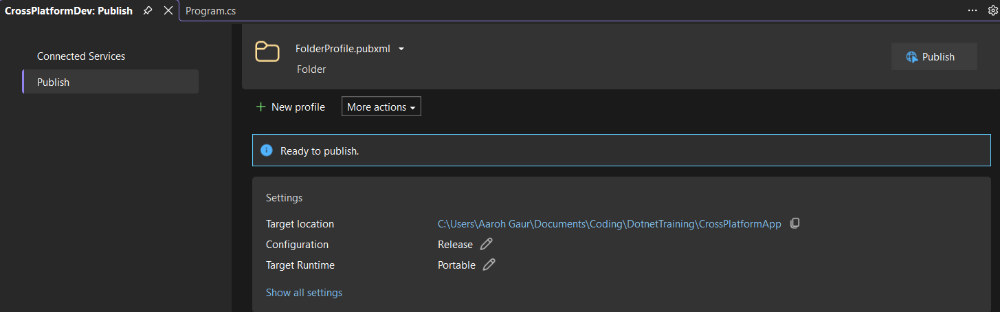 CrossPlatformDev: Publish
Program.cs
Connected Services
Publish
FolderProfile.pubxml
Folder
Publish
New profile
More actions
Ready to publish.
Settings
Target location C:\Users\Aaroh Gaur\Documents\Coding\DotnetTraining\CrossPlatformApp
Configuration Release
Target Runtime Portable
Show all settings